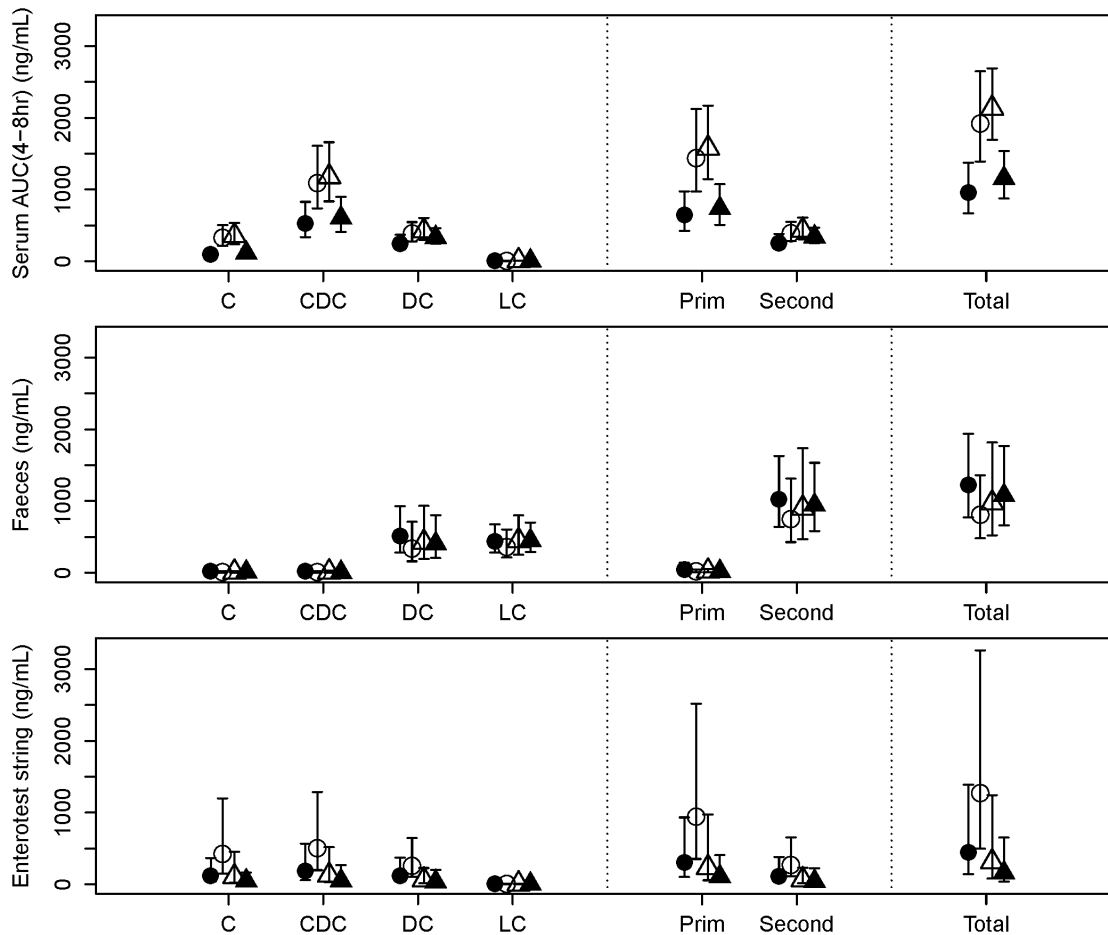 Serum AUC(4−8hr) (ng/mL)
3000
2000
1000
0
C CDC DC LC Prim Second Total
Faeces (ng/mL)
3000
2000
1000
0
C CDC DC LC Prim Second Total
Enterotest string (ng/mL)
3000
2000
1000
0
C CDC DC LC Prim Second Total